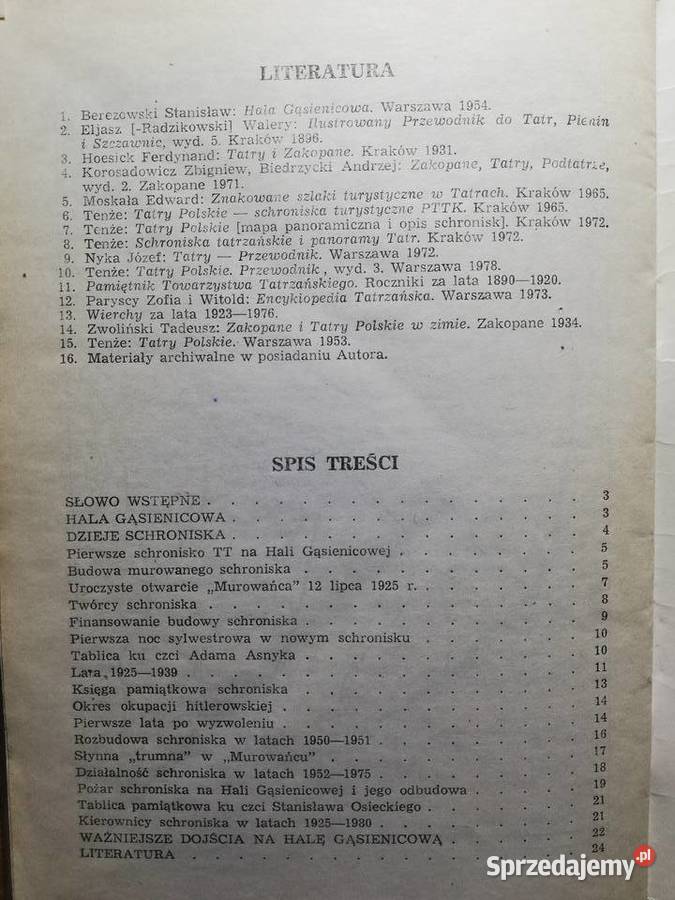 LITERATURA
1. Berezowski Stanisław: Hala Gąsienicowa. Warszawa 1954.
2. Eljasz [-Radzikowski] Walery: Ilustrowany Przewodnik do Tatr, Pienin
i Szczawnic, wyd. 5. Kraków 1896.
3. Hoesick Ferdynand: Tatry i Zakopane. Kraków 1931.
4. Korosadowicz Zbigniew, Biedrzycki Andrzej: Zakopane, Tatry, Podtatrze,
wyd. 2. Zakopane 1971.
5. Moskała Edward: Znakowane szlaki turystyczne w Tatrach. Kraków 1965.
6. Tenże: Tatry Polskie — schroniska turystyczne PTTK. Kraków 1965.
7. Tenże: Tatry Polskie [mapa panoramiczna i opis schronisk]. Kraków 1972.
8. Tenże: Schroniska tatrzańskie i panoramy Tatr. Kraków 1972.
9. Nyka Józef: Tatry — Przewodnik. Warszawa 1972.
10. Tenże: Tatry Polskie. Przewodnik, wyd. 3. Warszawa 1978.
11. Pamiętnik Towarzystwa Tatrzańskiego. Roczniki za lata 1890—1920.
12. Paryscy Zofia i Witold: Encyklopedia Tatrzańska. Warszawa 1973.
13. Wierchy za lata 1923—1976.
14. Zwoliński Tadeusz: Zakopane i Tatry Polskie w zimie. Zakopane 1934.
15. Tenże: Tatry Polskie. Warszawa 1953.
16. Materiały archiwalne w posiadaniu Autora.
SPIS TREŚCI
SŁOWO WSTĘPNE . . . . . . . . . . . . . . . 3
HALA GĄSIENICOWA . . . . . . . . . . . . . . 3
DZIEJE SCHRONISKA . . . . . . . . . . . . . . 4
Pierwsze schronisko TT na Hali Gąsienicowej . . . . . . . 5
Budowa murowanego schroniska . . . . . . . . . . . 5
Uroczyste otwarcie „Murowańca” 12 lipca 1925 r. . . . . . . 7
Twórcy schroniska . . . . . . . . . . . . . . 8
Finansowanie budowy schroniska . . . . . . . . . . 9
Pierwsza noc sylwestrowa w nowym schronisku . . . . . . 10
Tablica ku czci Adama Asnyka . . . . . . . . . . . 10
Lata 1925—1939 . . . . . . . . . . . . . . . 11
Księga pamiątkowa schroniska . . . . . . . . . . . 13
Okres okupacji hitlerowskiej . . . . . . . . . . . 14
Pierwsze lata po wyzwoleniu . . . . . . . . . . . 14
Rozbudowa schroniska w latach 1950—1951 . . . . . . . . 16
Słynna „trumna” w „Murowańcu” . . . . . . . . . . 17
Działalność schroniska w latach 1952—1975 . . . . . . . 18
Pożar schroniska na Hali Gąsienicowej i jego odbudowa . . . . 19
Tablica pamiątkowa ku czci Stanisława Osieckiego . . . . . . 21
Kierownicy schroniska w latach 1925—1980 . . . . . . . . 21
WAŻNIEJSZE DOJŚCIA NA HALĘ GĄSIENICOWĄ . . . . . . 22
LITERATURA . . . . . . . . . . . . . . . . 24
Sprzedajemy.pl